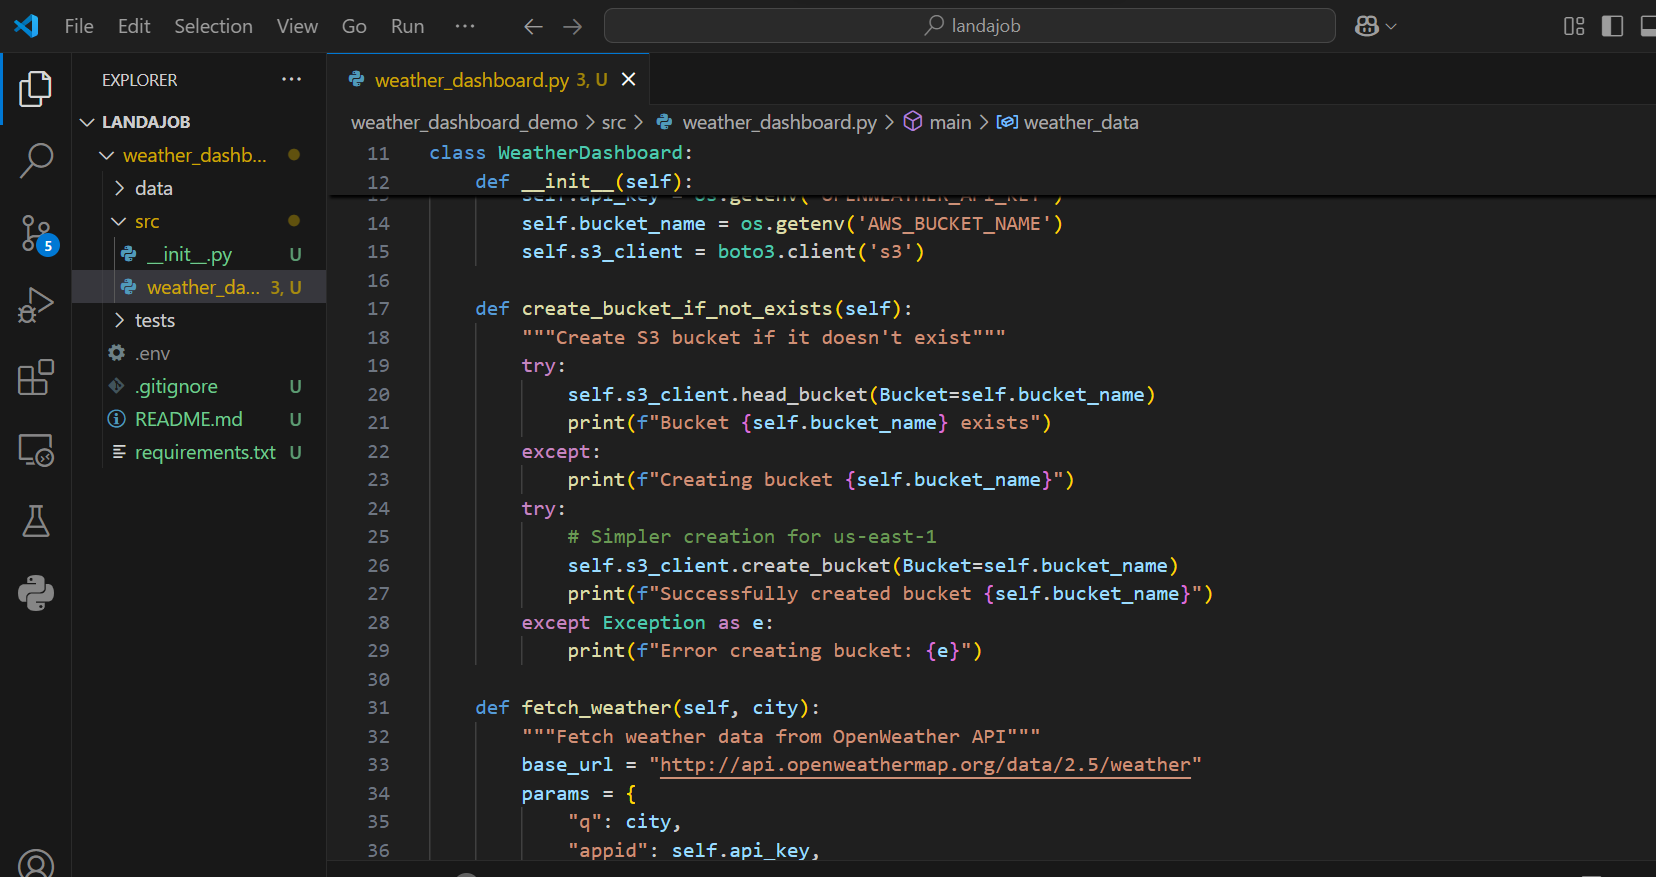 File Edit Selection View Go Run ··· landajob
EXPLORER ···
LANDAJOB
weather_dashb...
data
src
__init__.py U
weather_da... 3, U
tests
.env
.gitignore U
README.md U
requirements.txt U
5
weather_dashboard.py 3, U
weather_dashboard_demo > src > weather_dashboard.py > main > weather_data
11 class WeatherDashboard:
12 def __init__(self):
13 self.api_key = os.getenv('OPENWEATHER_API_KEY')
14 self.bucket_name = os.getenv('AWS_BUCKET_NAME')
15 self.s3_client = boto3.client('s3')
16
17 def create_bucket_if_not_exists(self):
18 """Create S3 bucket if it doesn't exist"""
19 try:
20 self.s3_client.head_bucket(Bucket=self.bucket_name)
21 print(f"Bucket {self.bucket_name} exists")
22 except:
23 print(f"Creating bucket {self.bucket_name}")
24 try:
25 # Simpler creation for us-east-1
26 self.s3_client.create_bucket(Bucket=self.bucket_name)
27 print(f"Successfully created bucket {self.bucket_name}")
28 except Exception as e:
29 print(f"Error creating bucket: {e}")
30
31 def fetch_weather(self, city):
32 """Fetch weather data from OpenWeather API"""
33 base_url = "http://api.openweathermap.org/data/2.5/weather"
34 params = {
35 "q": city,
36 "appid": self.api_key,